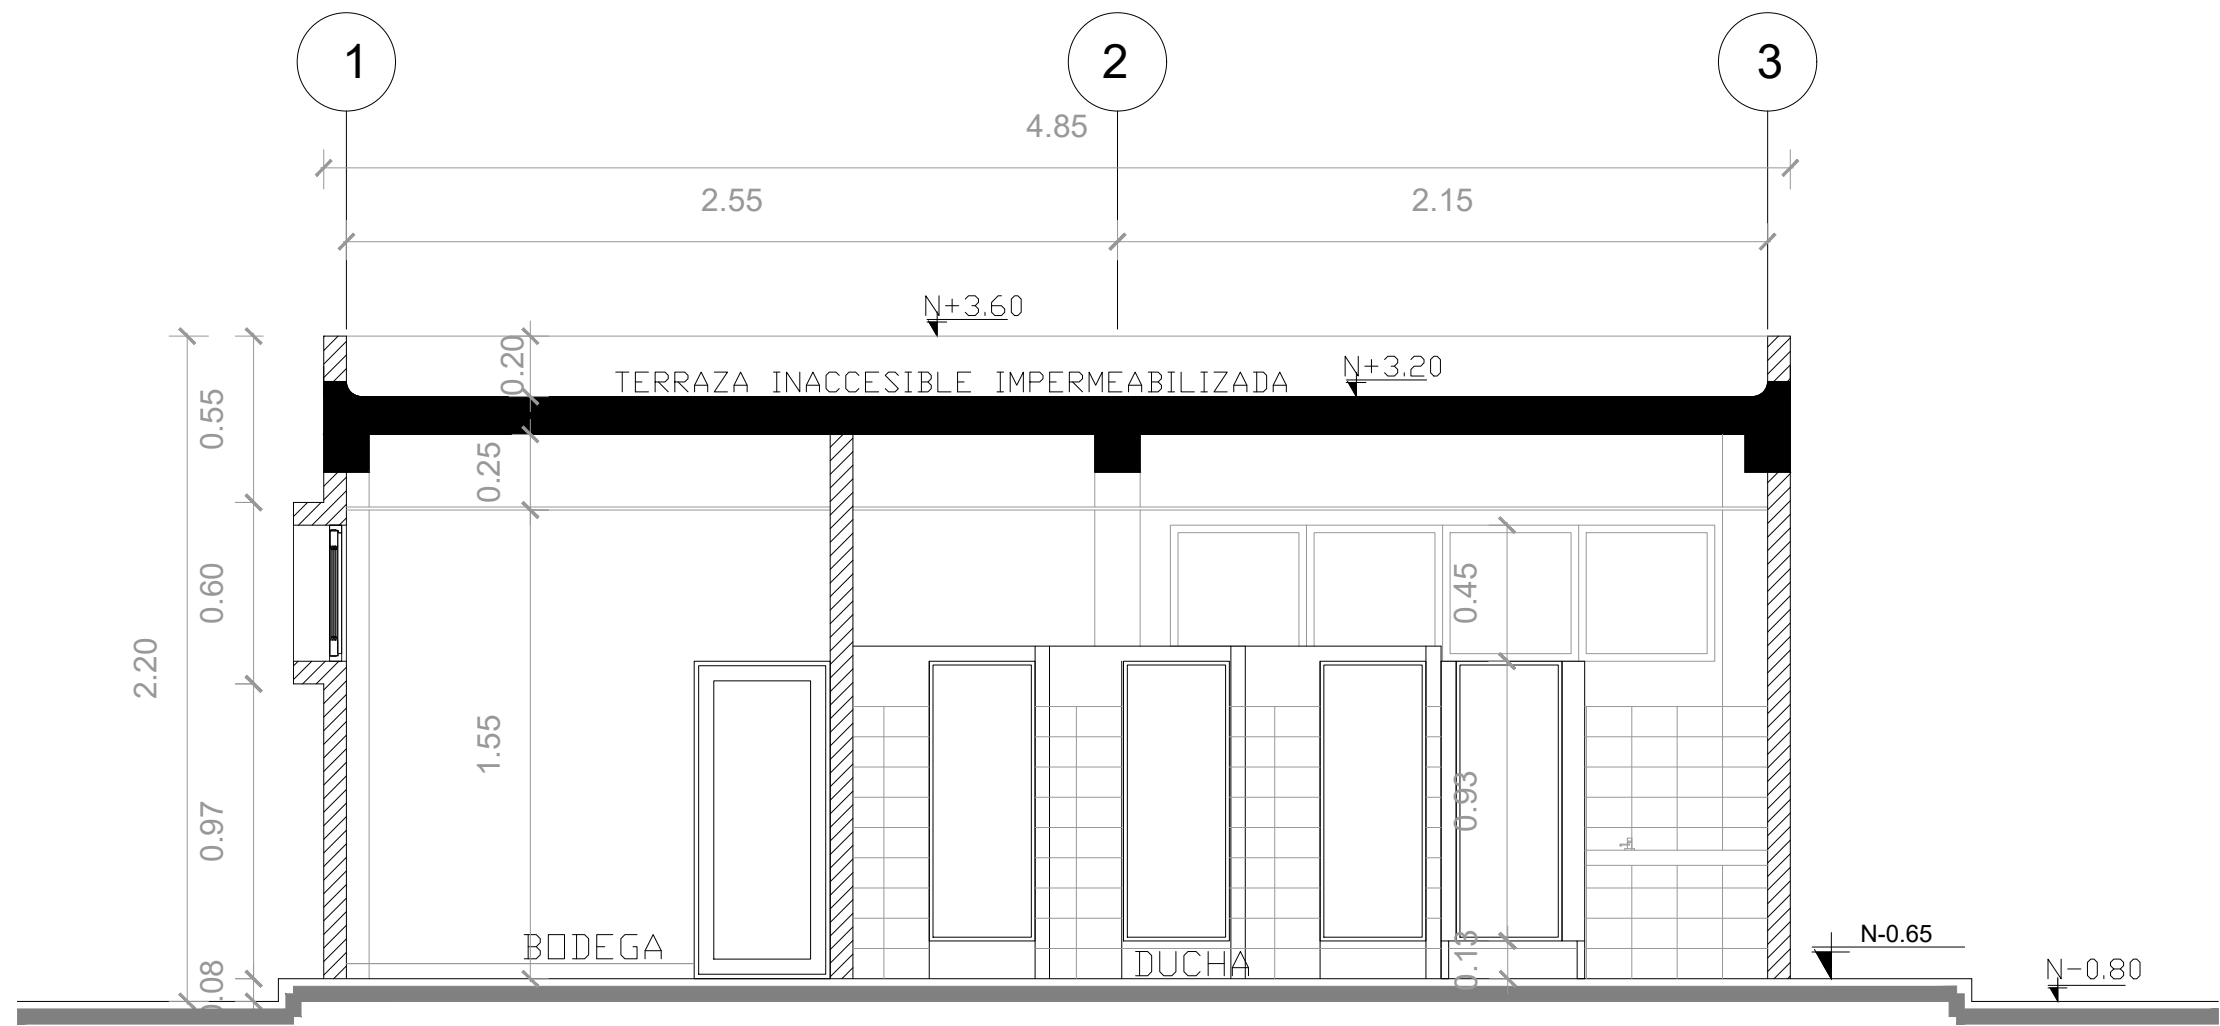 1 2 3
4.85
2.55 2.15
N+3.60
0.20
TERRAZA INACCESIBLE IMPERMEABILIZADA
N+3.20
0.55
0.25
0.60
0.45
2.20
1.55
0.97
0.93
BODEGA
DUCHA
0.13
N-0.65
0.08
N-0.80